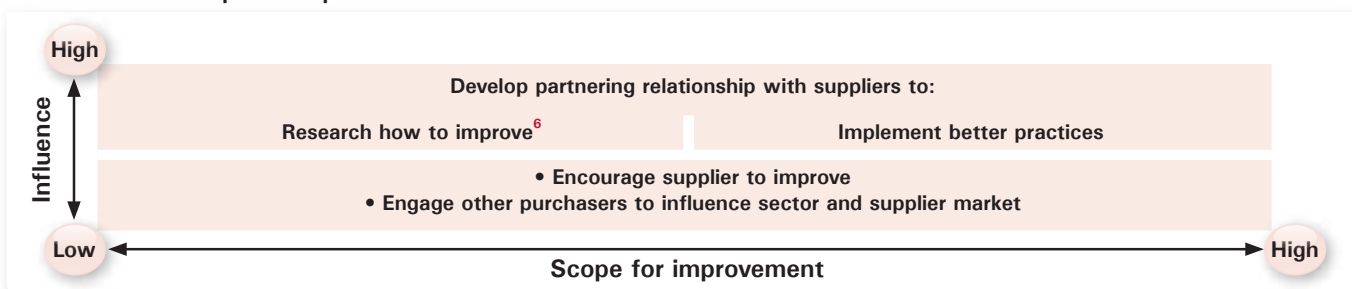 High
Influence
Develop partnering relationship with suppliers to:
Research how to improve6
Implement better practices
• Encourage supplier to improve
• Engage other purchasers to influence sector and supplier market
Low
High
Scope for improvement